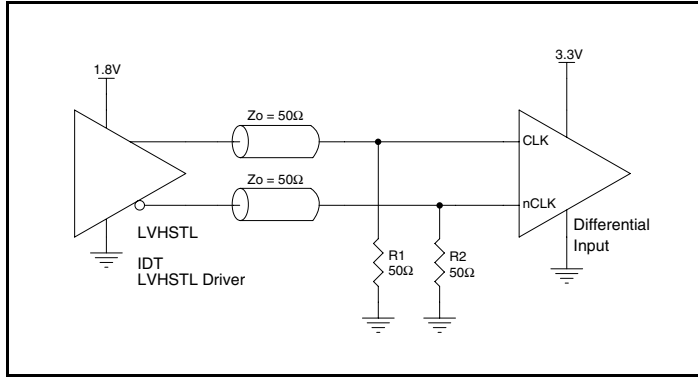 1.8V
3.3V
Zo = 50Ω
CLK
Zo = 50Ω
nCLK
LVHSTL
IDT
LVHSTL Driver
R1
50Ω
R2
50Ω
Differential
Input